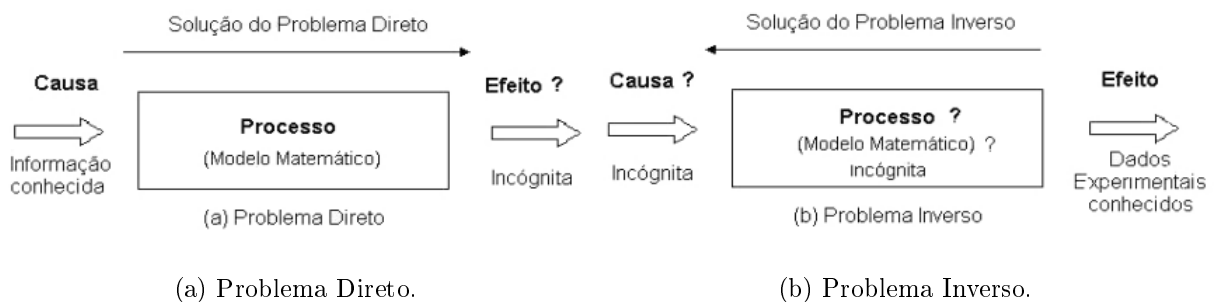 Solução do Problema Direto
Causa
Informação
conhecida
Processo
(Modelo Matemático)
Efeito ?
Incógnita
(a) Problema Direto
Solução do Problema Inverso
Causa ?
Incógnita
Processo ?
(Modelo Matemático) ?
incógnita
Efeito
Dados
Experimentais
conhecidos
(b) Problema Inverso
(a) Problema Direto.
(b) Problema Inverso.